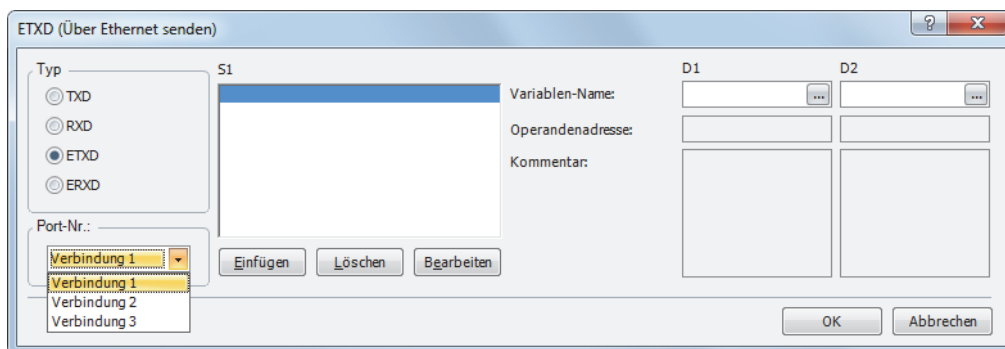 ETXD (Über Ethernet senden)
Typ
TXD
RXD
ETXD
ERXD
Port-Nr.:
Verbindung 1
Verbindung 1
Verbindung 2
Verbindung 3
S1
Einfügen Löschen Bearbeiten
D1 D2
Variablen-Name: ... ...
Operandenadresse:
Kommentar:
OK Abbrechen